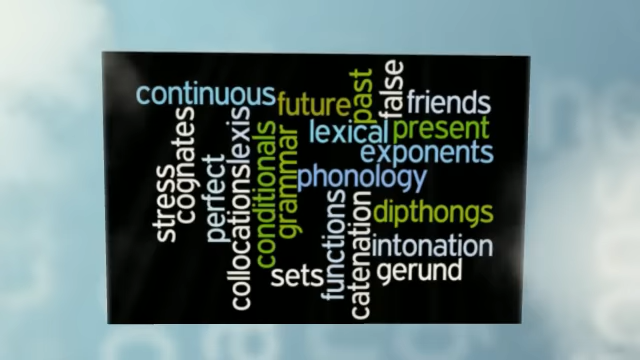 continuous
future
past
false
friends
lexical
present
exponents
phonology
stress
cognates
perfect
collocations
lexis
conditionals
grammar
functions
catenation
dipthongs
intonation
sets
gerund